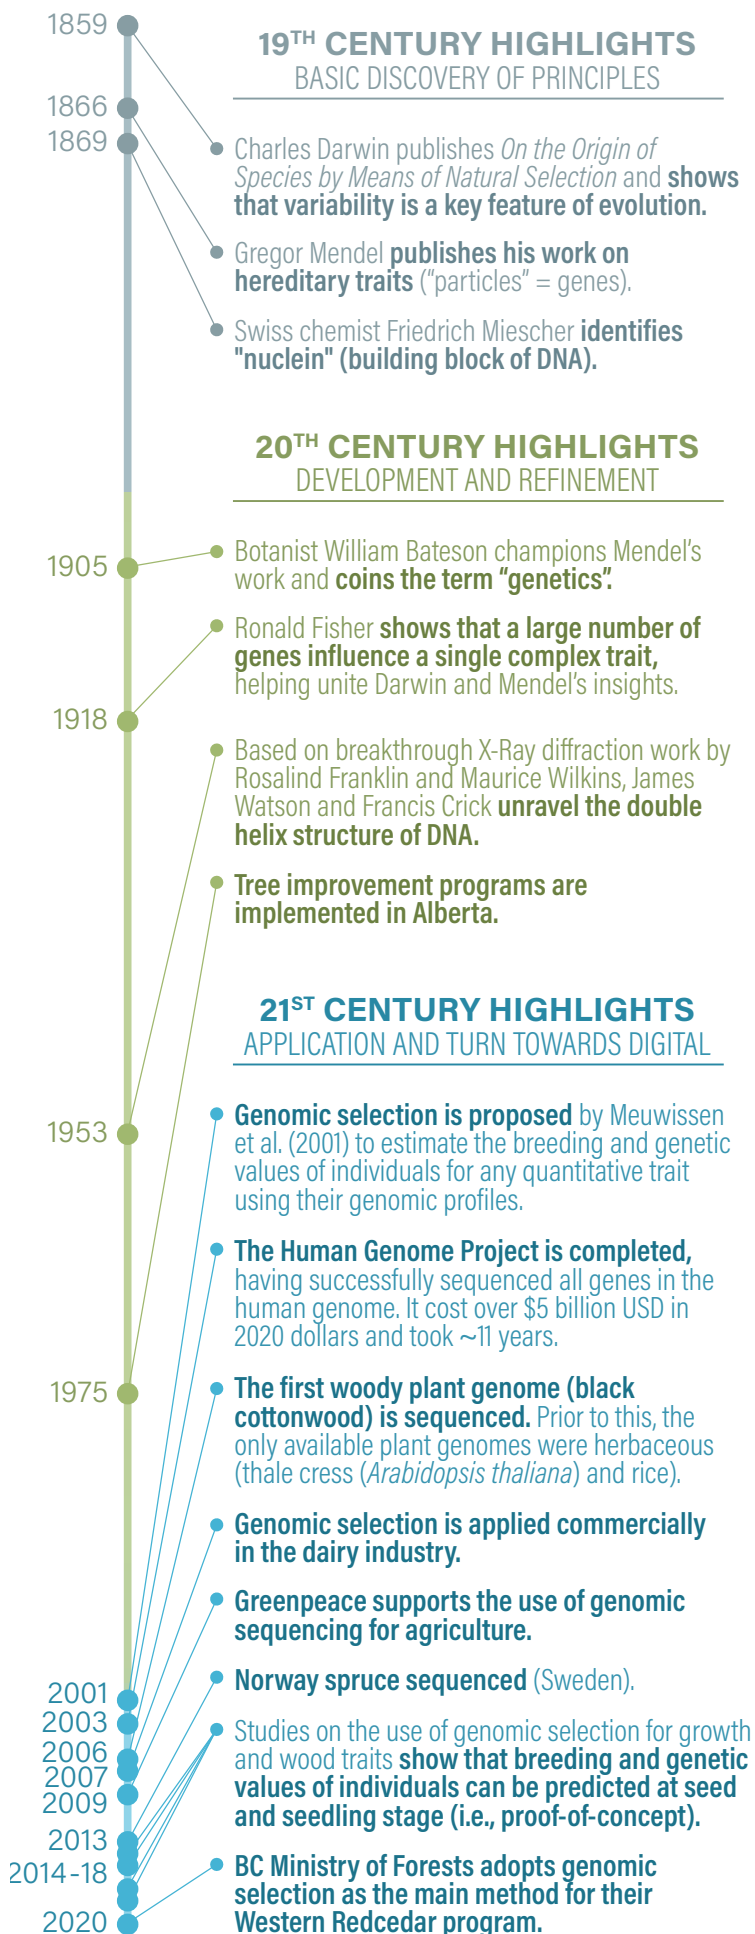 1859
1866
1869
19TH CENTURY HIGHLIGHTS
BASIC DISCOVERY OF PRINCIPLES
Charles Darwin publishes On the Origin of
Species by Means of Natural Selection and shows
that variability is a key feature of evolution.
Gregor Mendel publishes his work on
hereditary traits (“particles” = genes).
Swiss chemist Friedrich Miescher identifies
"nuclein" (building block of DNA).
20TH CENTURY HIGHLIGHTS
DEVELOPMENT AND REFINEMENT
1905
Botanist William Bateson champions Mendel’s
work and coins the term “genetics”.
1918
Ronald Fisher shows that a large number of
genes influence a single complex trait,
helping unite Darwin and Mendel’s insights.
1953
Based on breakthrough X-Ray diffraction work by
Rosalind Franklin and Maurice Wilkins, James
Watson and Francis Crick unravel the double
helix structure of DNA.
1975
Tree improvement programs are
implemented in Alberta.
21ST CENTURY HIGHLIGHTS
APPLICATION AND TURN TOWARDS DIGITAL
Genomic selection is proposed by Meuwissen
et al. (2001) to estimate the breeding and genetic
values of individuals for any quantitative trait
using their genomic profiles.
The Human Genome Project is completed,
having successfully sequenced all genes in the
human genome. It cost over $5 billion USD in
2020 dollars and took ~11 years.
The first woody plant genome (black
cottonwood) is sequenced. Prior to this, the
only available plant genomes were herbaceous
(thale cress (Arabidopsis thaliana) and rice).
Genomic selection is applied commercially
in the dairy industry.
Greenpeace supports the use of genomic
sequencing for agriculture.
Norway spruce sequenced (Sweden).
Studies on the use of genomic selection for growth
and wood traits show that breeding and genetic
values of individuals can be predicted at seed
and seedling stage (i.e., proof-of-concept).
BC Ministry of Forests adopts genomic
selection as the main method for their
Western Redcedar program.
2001
2003
2006
2007
2009
2013
2014-18
2020